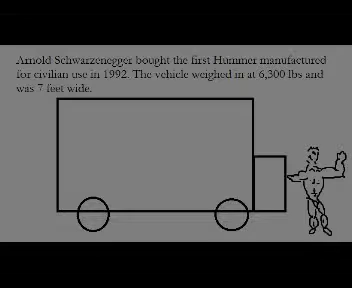 Arnold Schwarzenegger bought the first Hummer manufactured
for civilian use in 1992. The vehicle weighed in at 6,300 lbs and
was 7 feet wide.